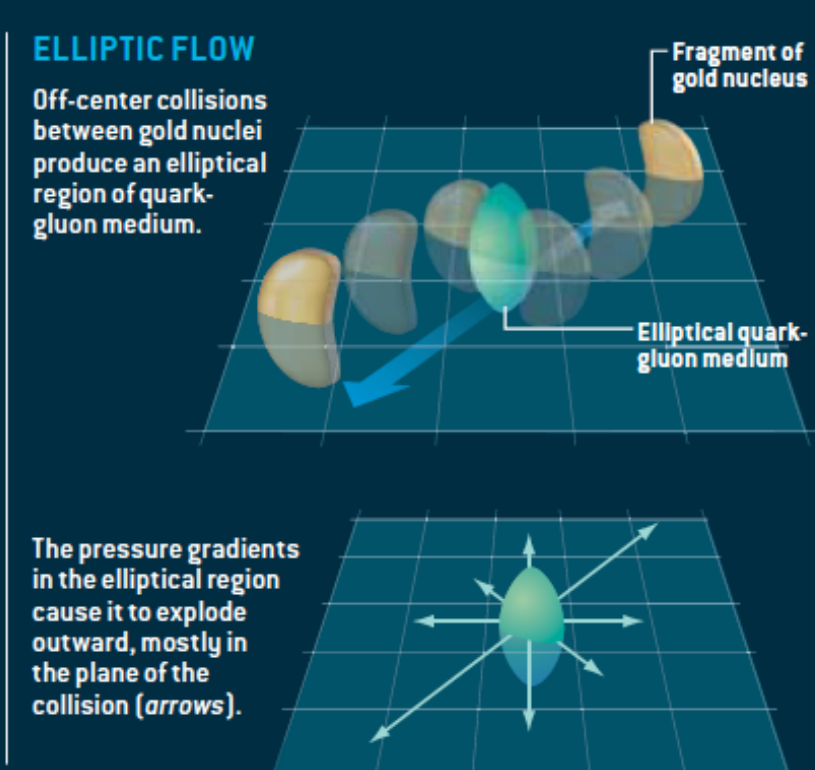 ELLIPTIC FLOW
Off-center collisions
between gold nuclei
produce an elliptical
region of quark-
gluon medium.
Fragment of
gold nucleus
Elliptical quark-
gluon medium
The pressure gradients
in the elliptical region
cause it to explode
outward, mostly in
the plane of the
collision (arrows).